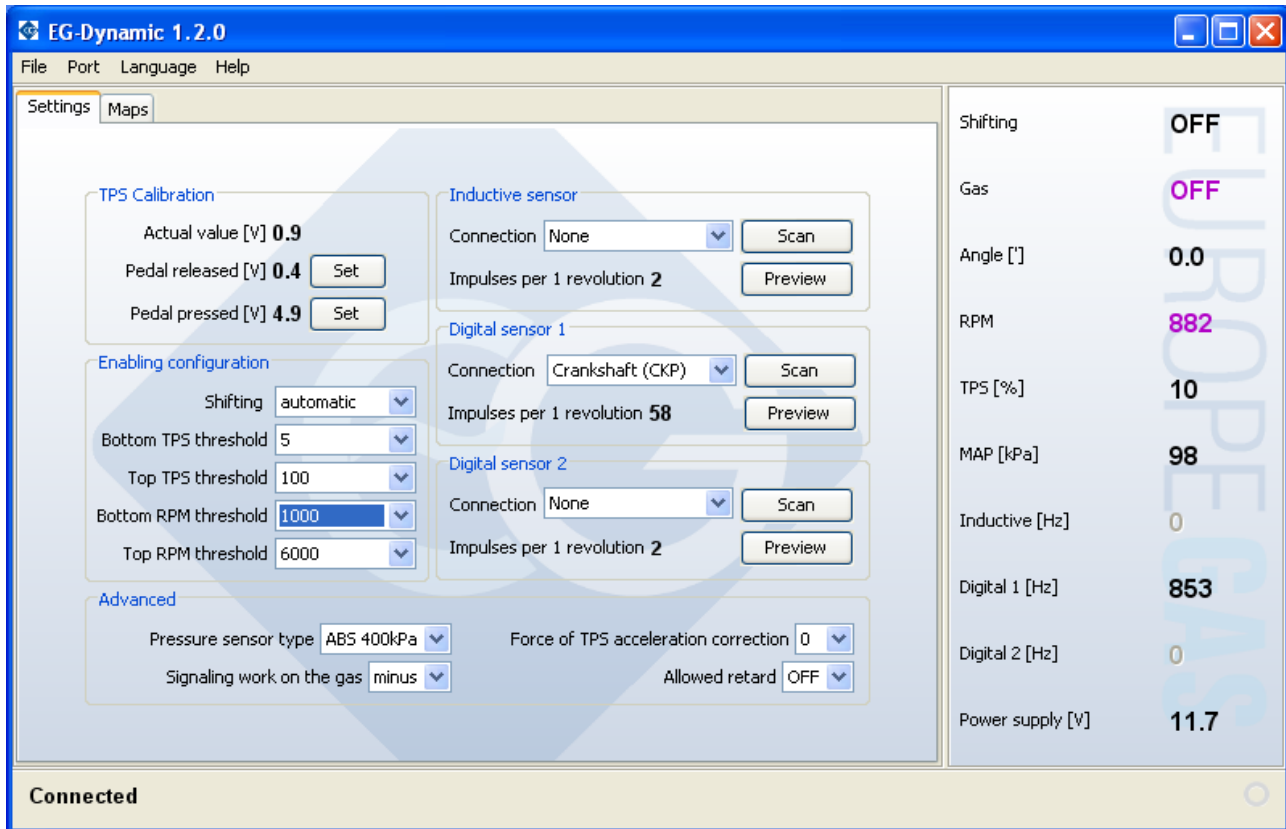 EG-Dynamic 1.2.0
File Port Language Help
Settings Maps
TPS Calibration
Actual value [V] 0.9
Pedal released [V] 0.4 Set
Pedal pressed [V] 4.9 Set
Enabling configuration
Shifting automatic
Bottom TPS threshold 5
Top TPS threshold 100
Bottom RPM threshold 1000
Top RPM threshold 6000
Inductive sensor
Connection None Scan
Impulses per 1 revolution 2 Preview
Digital sensor 1
Connection Crankshaft (CKP) Scan
Impulses per 1 revolution 58 Preview
Digital sensor 2
Connection None Scan
Impulses per 1 revolution 2 Preview
Advanced
Pressure sensor type ABS 400kPa Force of TPS acceleration correction 0
Signaling work on the gas minus Allowed retard OFF
Shifting OFF
Gas OFF
Angle ['] 0.0
RPM 882
TPS [%] 10
MAP [kPa] 98
Inductive [Hz] 0
Digital 1 [Hz] 853
Digital 2 [Hz] 0
Power supply [V] 11.7
EUROPE GAS
Connected